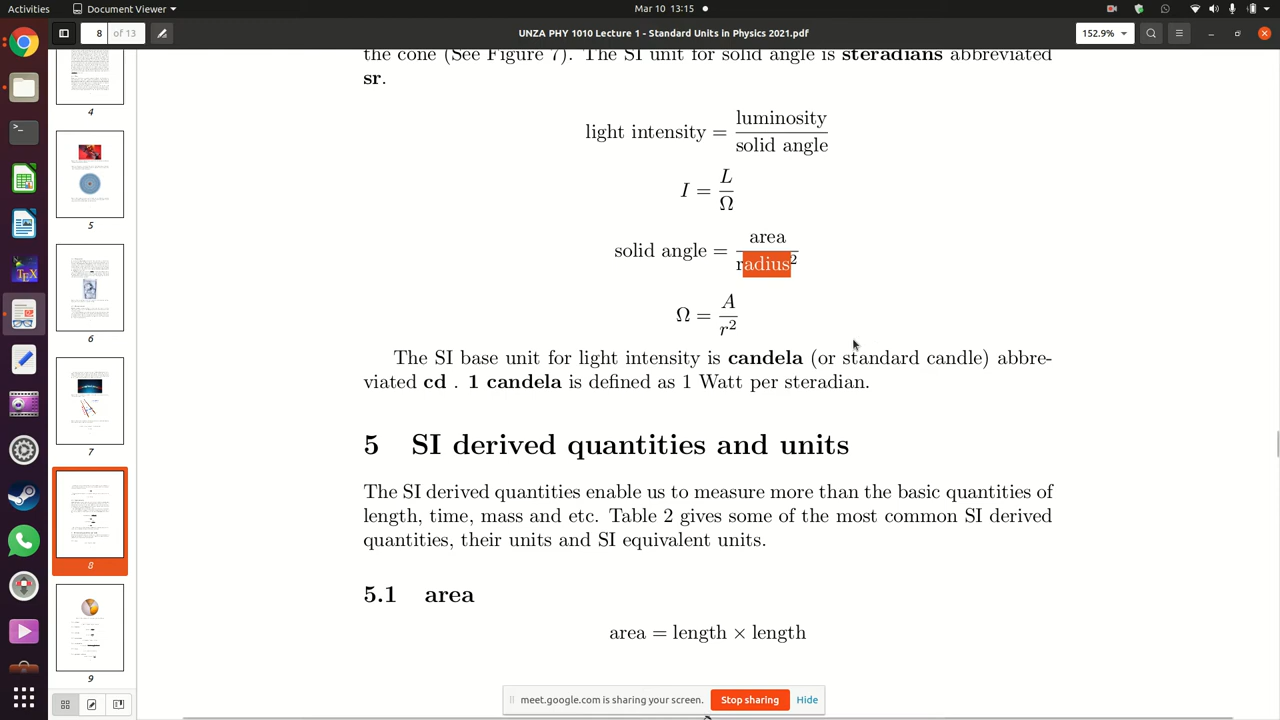 Activities
Document Viewer
Mar 10 13:15
8
of 13
UNZA PHY 1010 Lecture 1 - Standard Units in Physics 2021.pdf
152.9%
the cone (See Figure 7). The SI unit for solid angle is steradians abbreviated
sr.
light intensity = luminosity / solid angle
I = L / Ω
solid angle = area / radius²
Ω = A / r²
The SI base unit for light intensity is candela (or standard candle) abbre-
viated cd . 1 candela is defined as 1 Watt per steradian.
5 SI derived quantities and units
The SI derived quantities enable us to measure more than the basic quantities of
length, time, mass and etc. Table 2 gives some of the most common SI derived
quantities, their units and SI equivalent units.
5.1 area
area = length × length
4
5
6
7
8
9
meet.google.com is sharing your screen.
Stop sharing
Hide